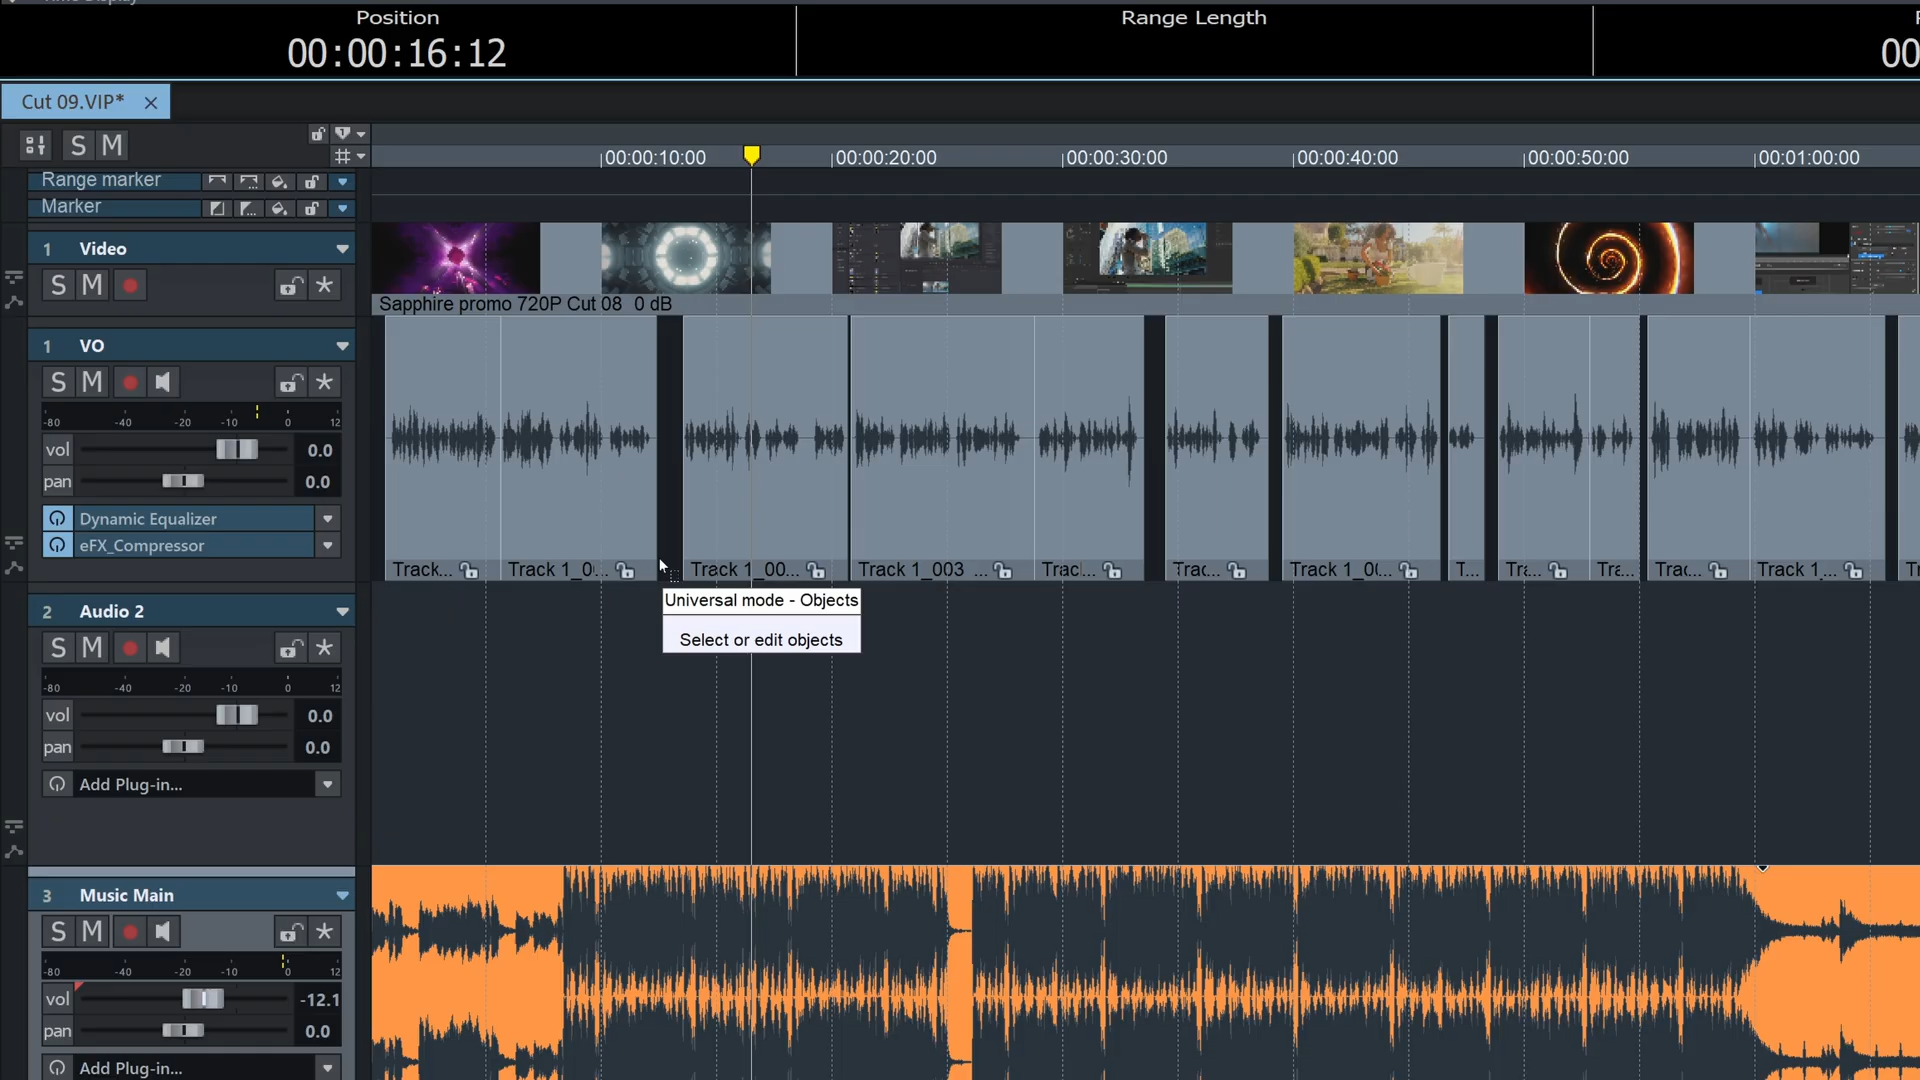 Position
Range Length
00:00:16:12
00
Cut 09.VIP*
S M
00:00:10:00
00:00:20:00
00:00:30:00
00:00:40:00
00:00:50:00
00:01:00:00
Range marker
Marker
1 Video
S M
Sapphire promo 720P Cut 08 0 dB
1 VO
S M
-80 -40 -20 -10 0 12
vol 0.0
pan 0.0
Dynamic Equalizer
eFX_Compressor
Track...
Track 1_0...
Track 1_00...
Track 1_003 ...
Trac...
Trac...
Track 1_0(...
T...
Tra...
Tra...
Trac...
Track 1_...
Universal mode - Objects
Select or edit objects
2 Audio 2
S M
-80 -40 -20 -10 0 12
vol 0.0
pan 0.0
Add Plug-in...
3 Music Main
S M
-80 -40 -20 -10 0 12
vol -12.1
pan 0.0
Add Plug-in...